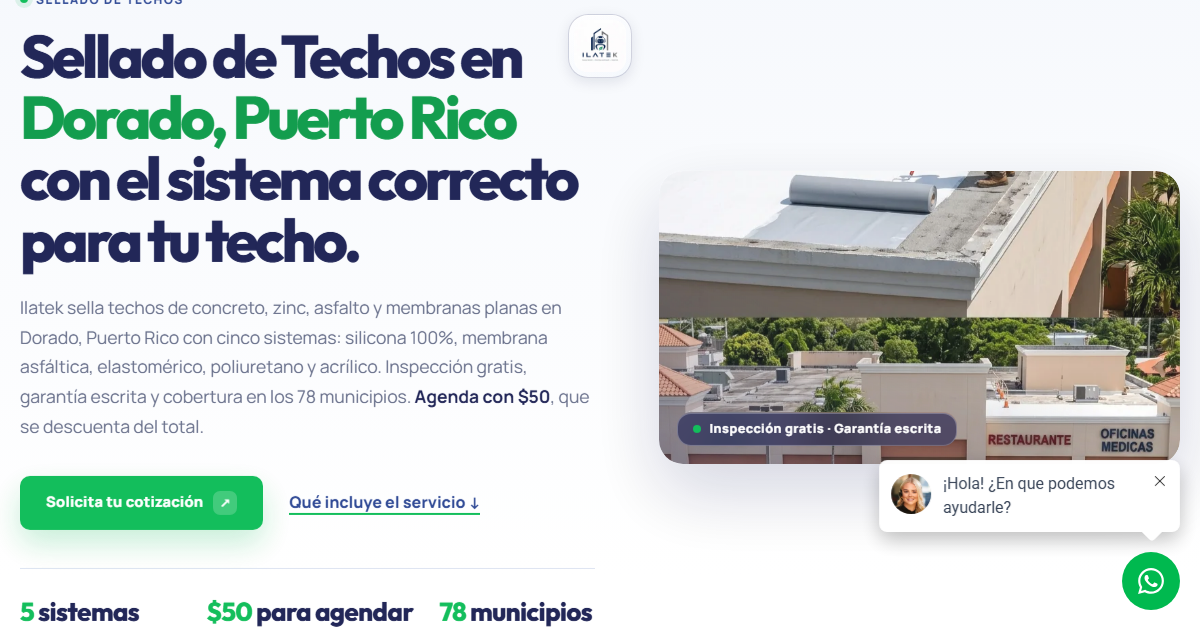 SELLADO DE TECHOS
ILATEK
Sellado de Techos en
Dorado, Puerto Rico
con el sistema correcto
para tu techo.
Ilatek sella techos de concreto, zinc, asfalto y membranas planas en
Dorado, Puerto Rico con cinco sistemas: silicona 100%, membrana
asfáltica, elastomérico, poliuretano y acrílico. Inspección gratis,
garantía escrita y cobertura en los 78 municipios. Agenda con $50, que
se descuenta del total.
Solicita tu cotización ↗
Qué incluye el servicio ↓
5 sistemas
$50 para agendar
78 municipios
RESTAURANTE
OFICINAS
MEDICAS
Inspección gratis · Garantía escrita
¡Hola! ¿En que podemos
ayudarle?